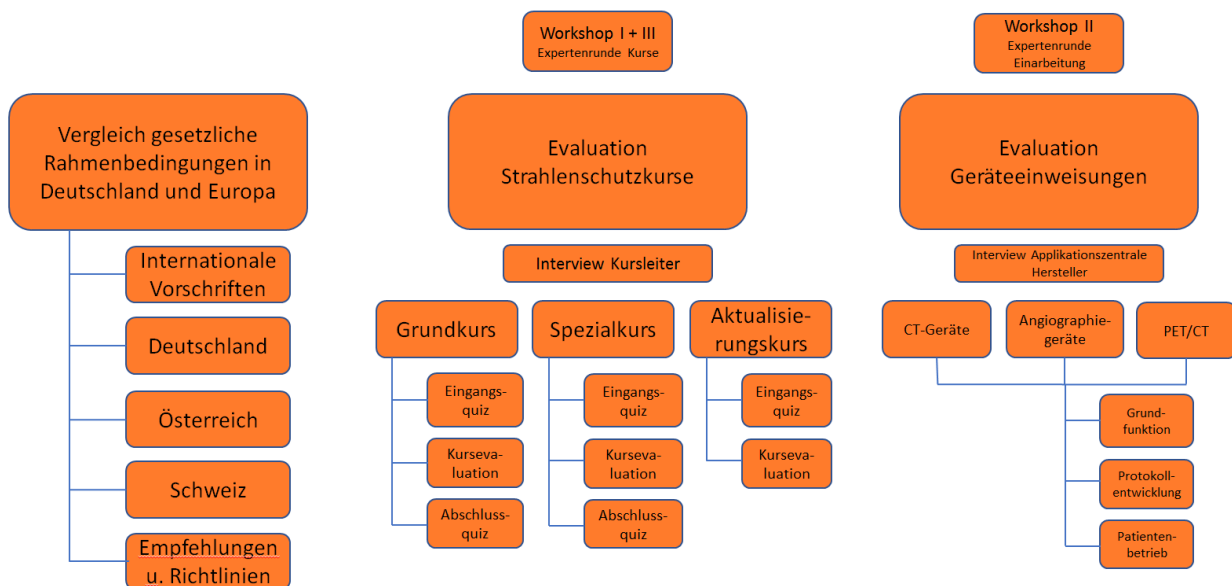 Workshop I + III
Expertenrunde Kurse
Workshop II
Expertenrunde
Einarbeitung
Vergleich gesetzliche
Rahmenbedingungen in
Deutschland und Europa
Internationale
Vorschriften
Deutschland
Österreich
Schweiz
Empfehlungen
u. Richtlinien
Evaluation
Strahlenschutzkurse
Interview Kursleiter
Grundkurs
Eingangs-
quiz
Kurseva-
luation
Abschluss-
quiz
Spezialkurs
Eingangs-
quiz
Kurseva-
luation
Abschluss-
quiz
Aktualisie-
rungskurs
Eingangs-
quiz
Kurseva-
luation
Evaluation
Geräteeinweisungen
Interview Applikationszentrale
Hersteller
CT-Geräte
Angiographie-
geräte
PET/CT
Grund-
funktion
Protokoll-
entwicklung
Patienten-
betrieb